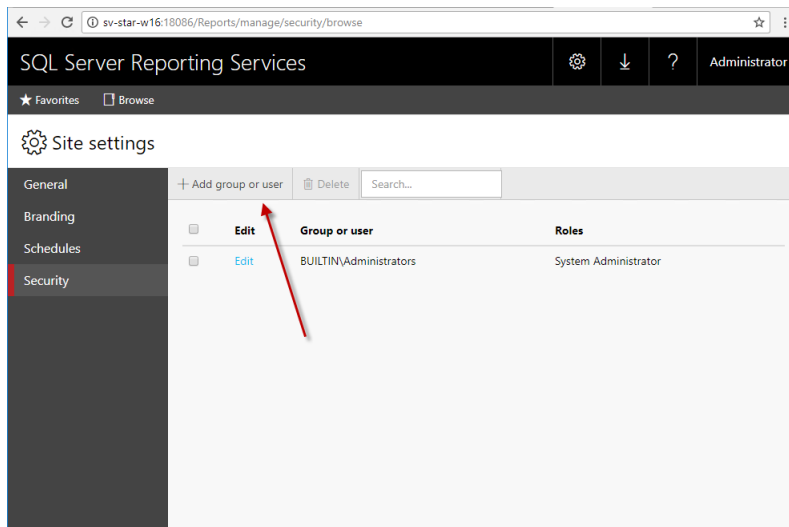 sv-star-w16:18086/Reports/manage/security/browse
SQL Server Reporting Services
? Administrator
Favorites Browse
Site settings
General
Branding
Schedules
Security
+ Add group or user Delete Search...
Edit Group or user Roles
Edit BUILTIN\Administrators System Administrator